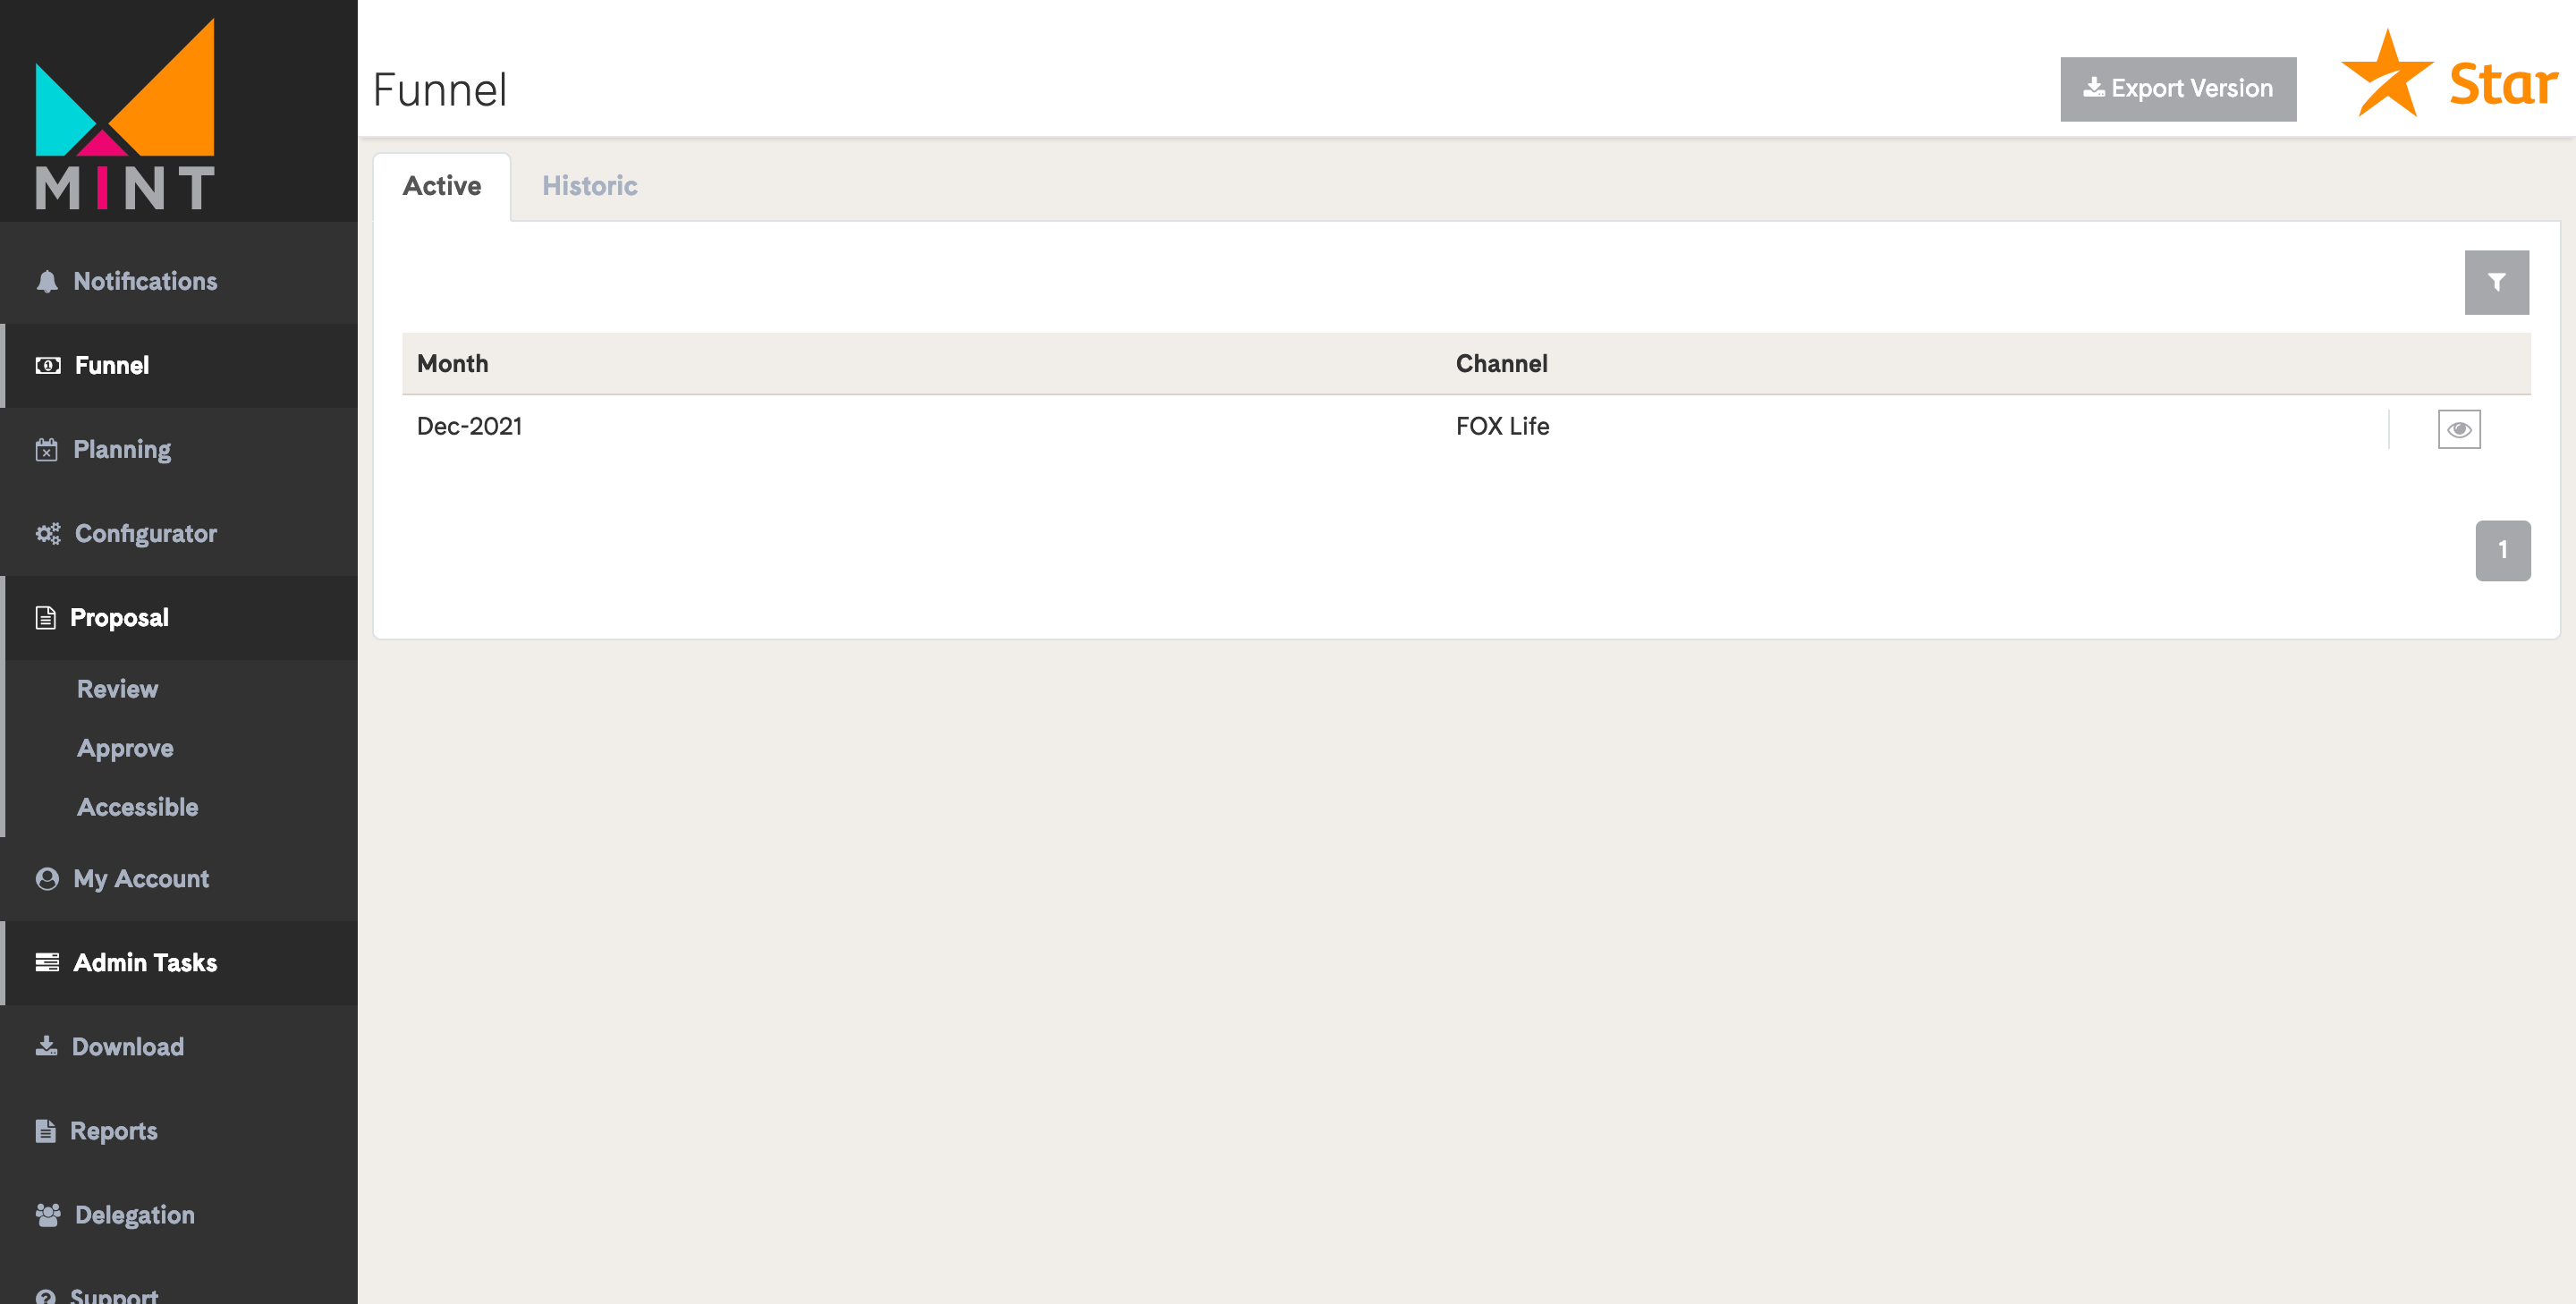 MINT
Notifications
Funnel
Planning
Configurator
Proposal
Review
Approve
Accessible
My Account
Admin Tasks
Download
Reports
Delegation
Support
Funnel
Export Version
Star
Active
Historic
Month Channel
Dec-2021 FOX Life
1